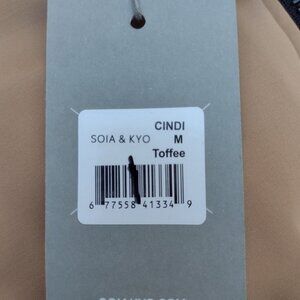 CINDI
SOIA & KYO M
Toffee
6 77558 41334 9